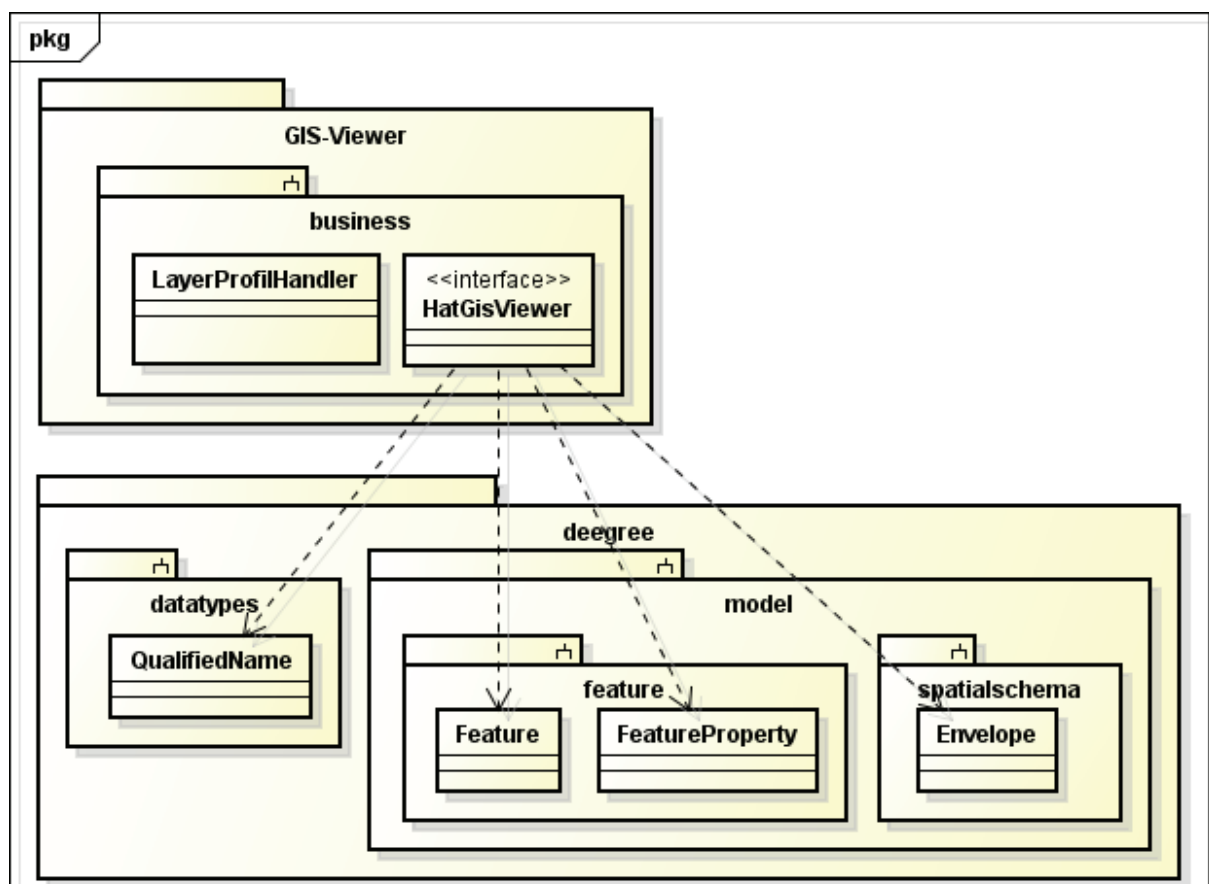 pkg
GIS-Viewer
business
LayerProfilHandler
<<interface>>
HatGisViewer
deegree
datatypes
model
QualifiedName
feature
spatialschema
Feature
FeatureProperty
Envelope